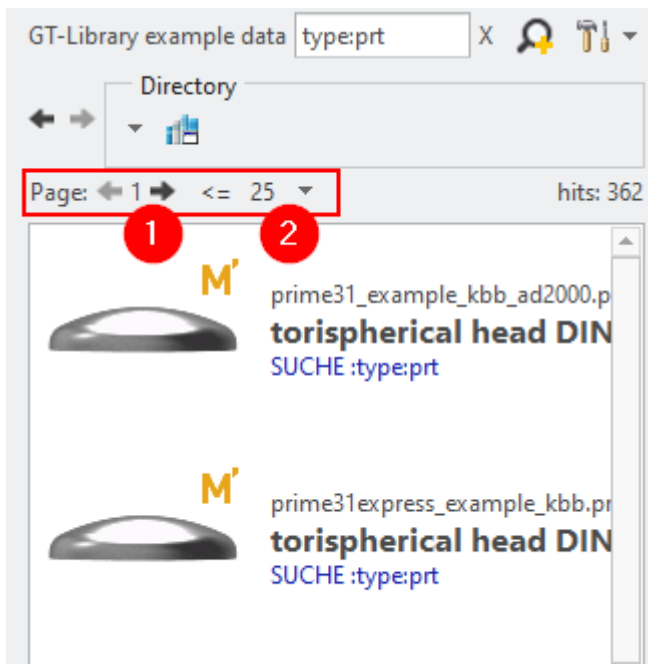 GT-Library example data type:prt X
Directory
Page: 1 <= 25 hits: 362
1 2
M’
prime31_example_kbb_ad2000.p
torispherical head DIN
SUCHE :type:prt
M’
prime31express_example_kbb.pr
torispherical head DIN
SUCHE :type:prt